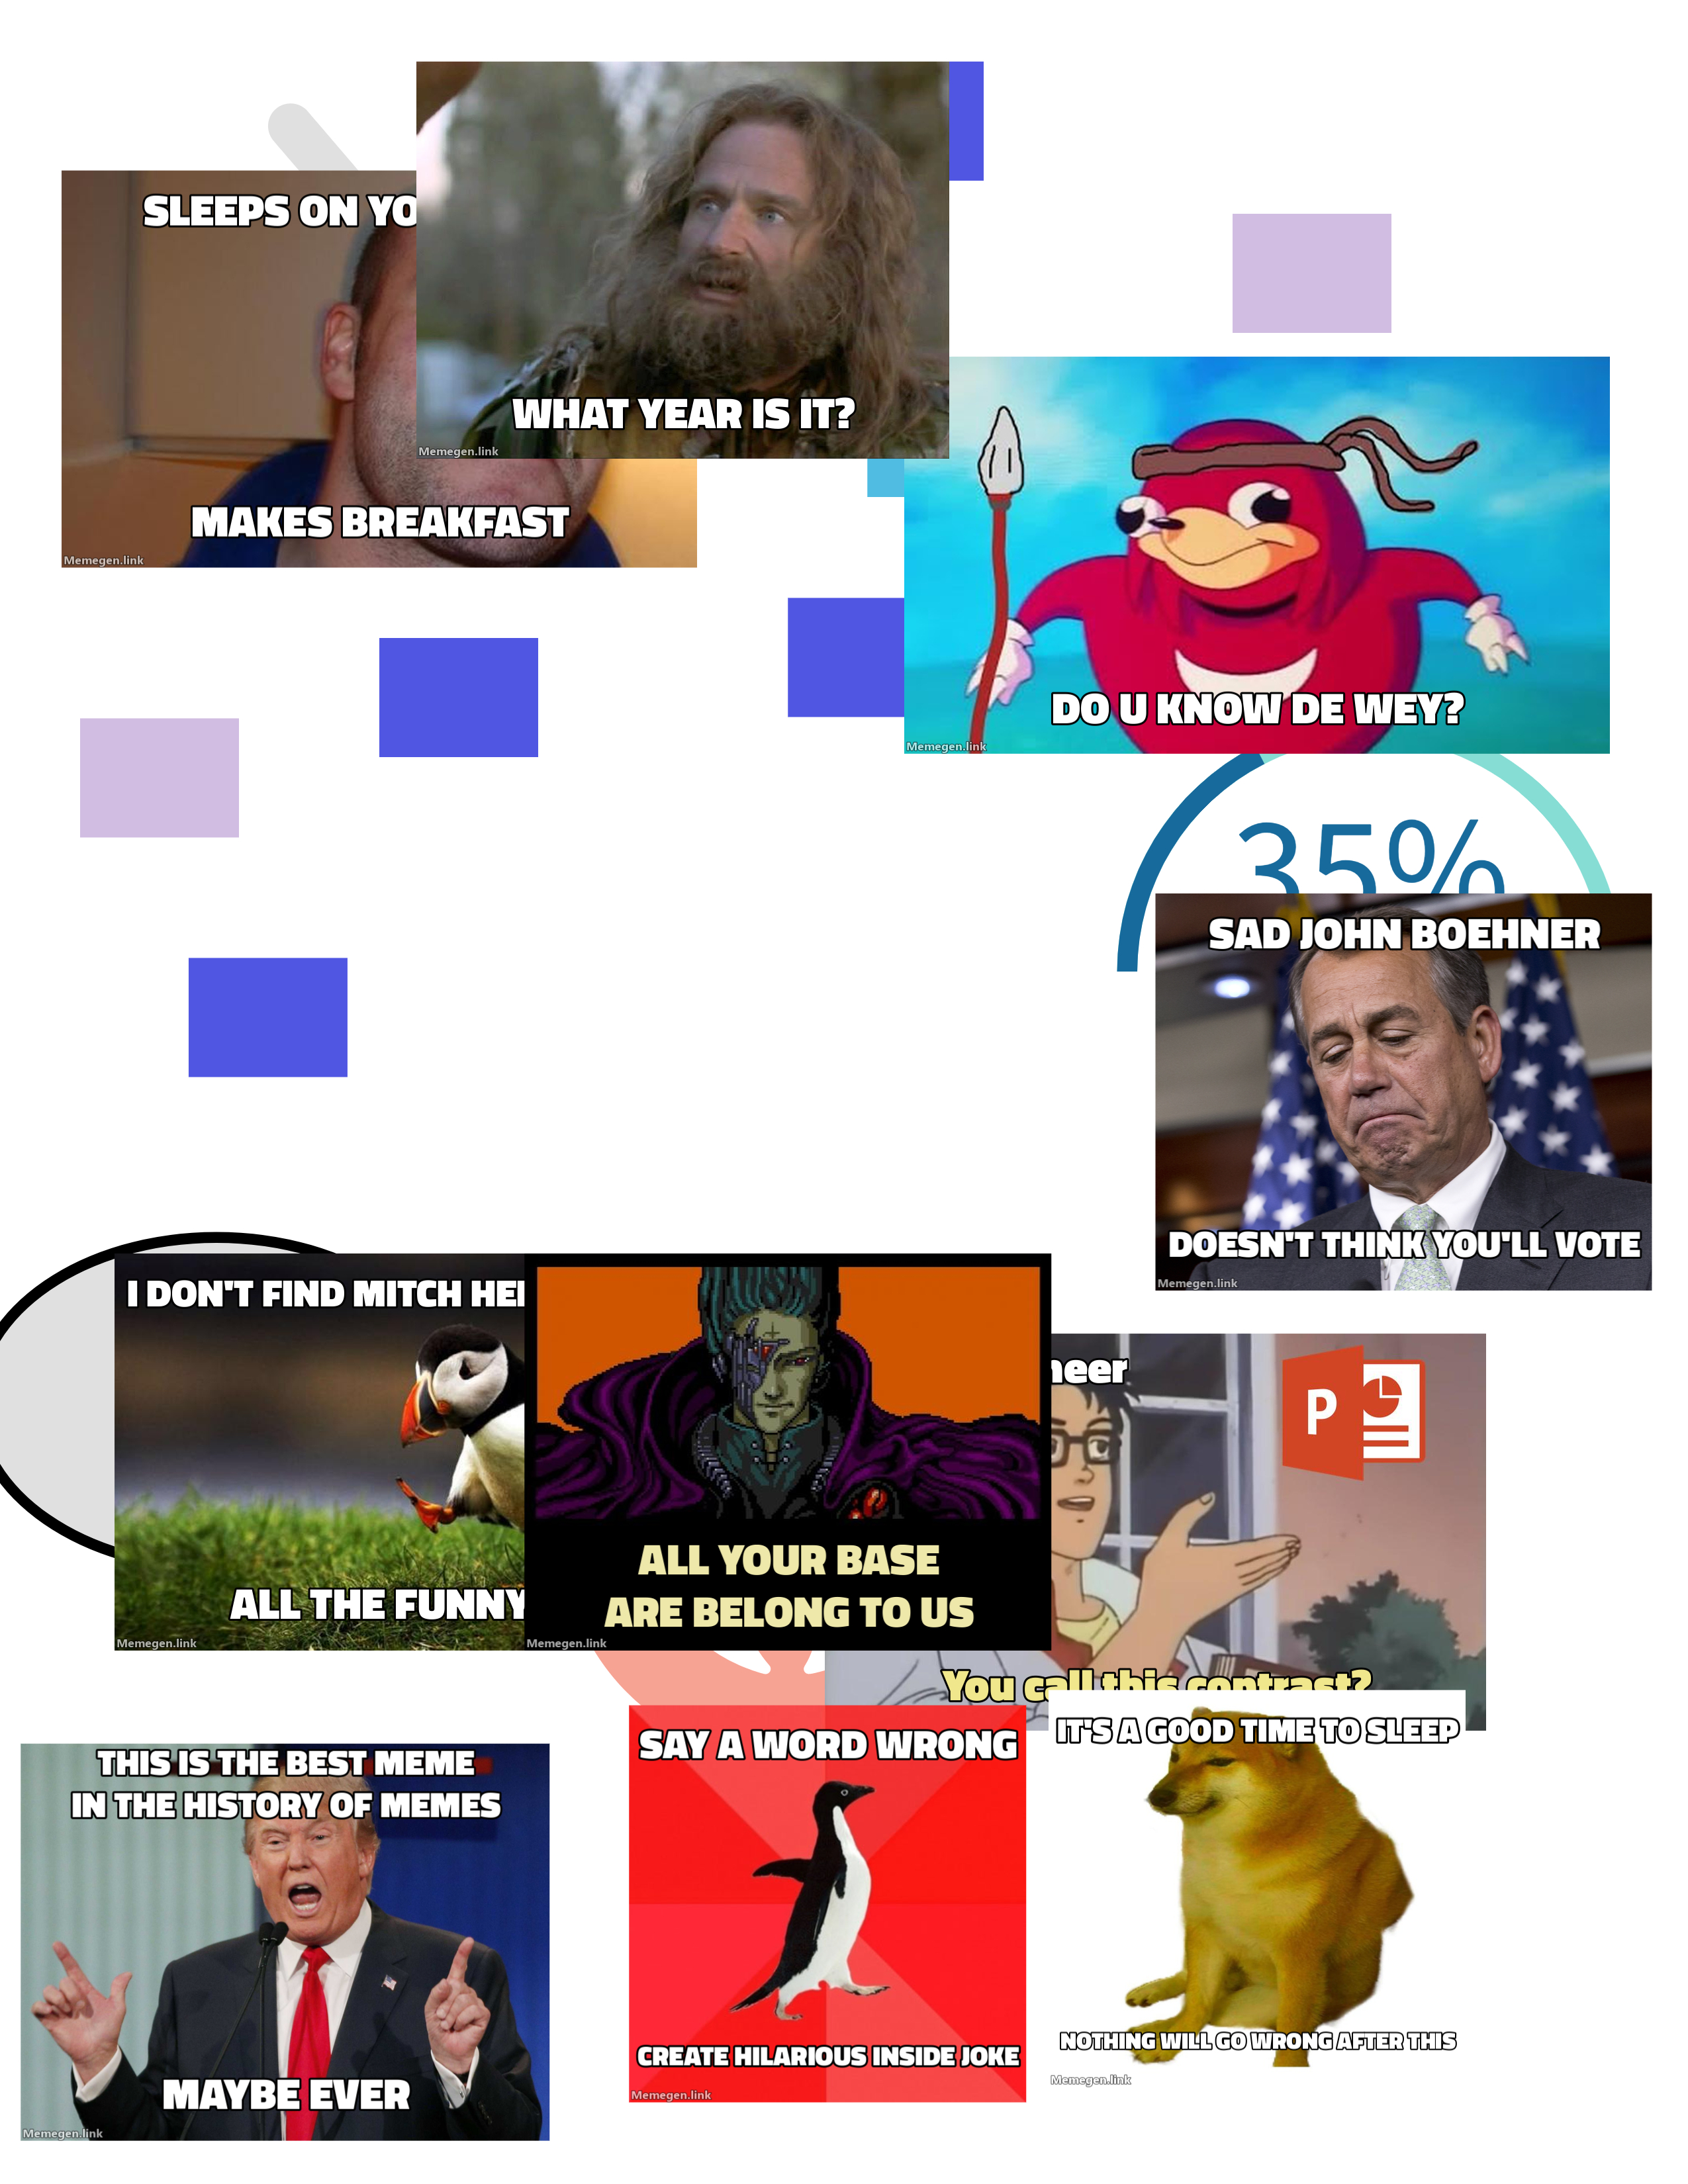 WHAT YEAR IS IT?
Memegen.link
SLEEPS ON
MAKES BREAKFAST
Memegen.link
DO U KNOW DE WEY?
Memegen.link
35%
SAD JOHN BOEHNER
DOESN'T THINK YOU'LL VOTE
Memegen.link
I DON'T FIND MITCH
ALL THE FUNNY
Memegen.link
ALL YOUR BASE
ARE BELONG TO US
Memegen.link
P
You call this contrast?
THIS IS THE BEST MEME
IN THE HISTORY OF MEMES
MAYBE EVER
Memegen.link
SAY A WORD WRONG
CREATE HILARIOUS INSIDE JOKE
Memegen.link
IT'S A GOOD TIME TO SLEEP
NOTHING WILL GO WRONG AFTER THIS
Memegen.link